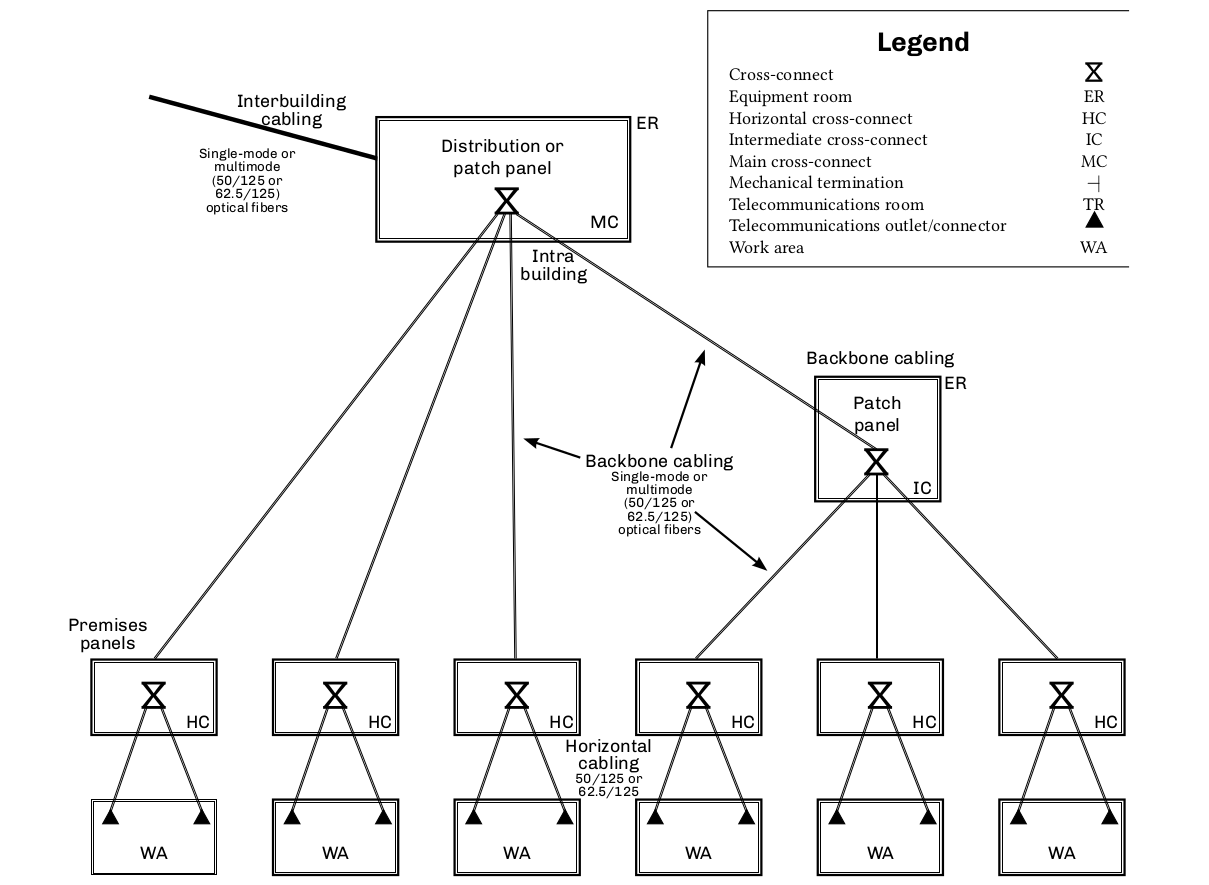 Legend
Cross-connect
Equipment room ER
Horizontal cross-connect HC
Intermediate cross-connect IC
Main cross-connect MC
Mechanical termination
Telecommunications room TR
Telecommunications outlet/connector
Work area WA
Interbuilding
cabling
Single-mode or
multimode
(50/125 or
62.5/125)
optical fibers
ER
Distribution or
patch panel
MC
Intra
building
Backbone cabling
ER
Patch
panel
IC
Backbone cabling
Single-mode or
multimode
(50/125 or
62.5/125)
optical fibers
Premises
panels
HC HC HC HC HC HC
Horizontal
cabling
50/125 or
62.5/125
WA WA WA WA WA WA